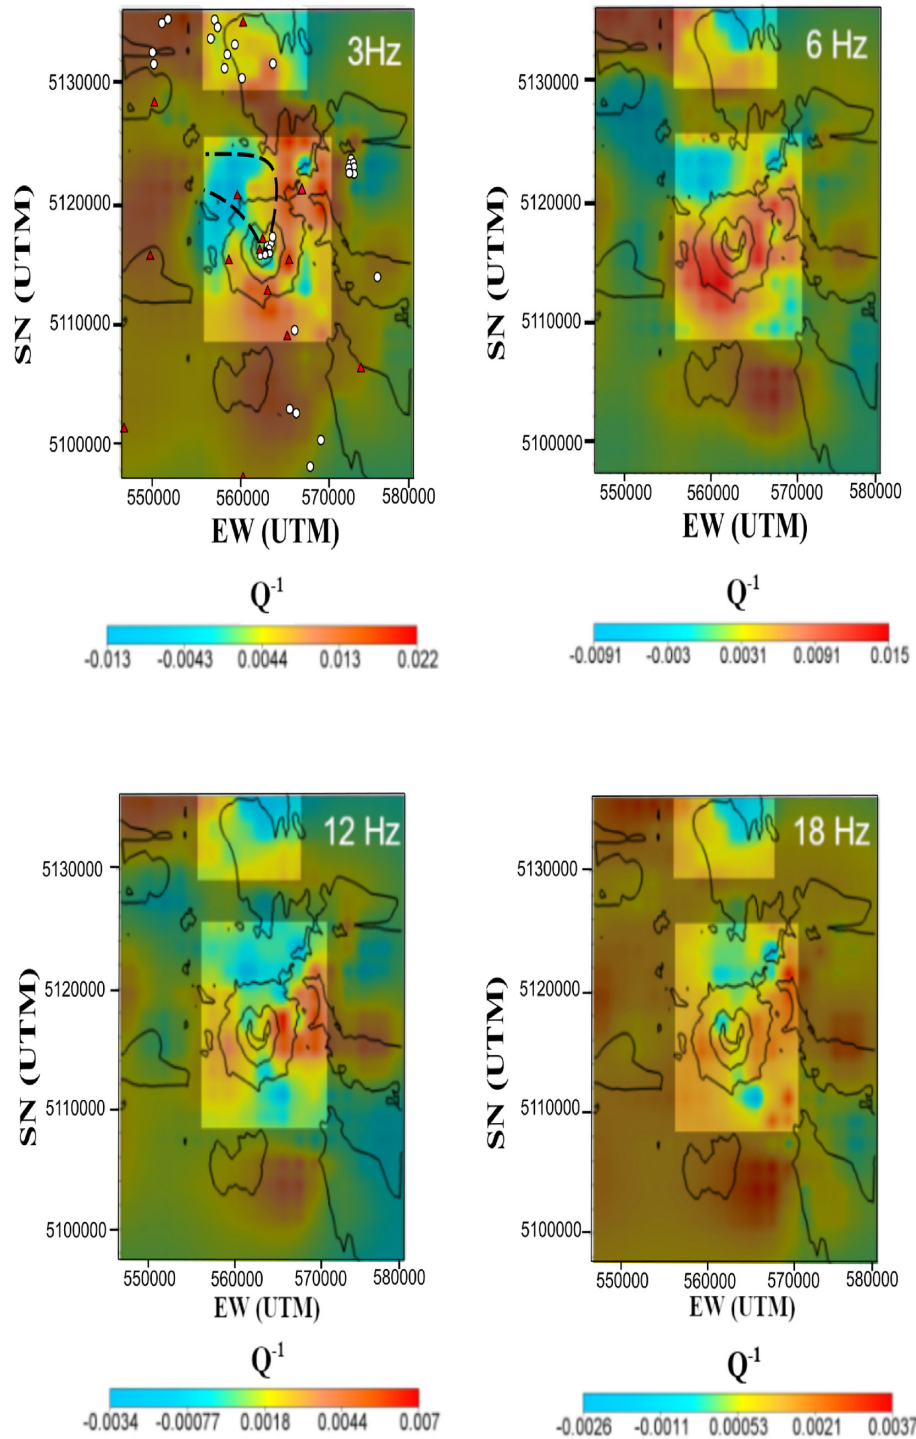 3Hz
5130000
5120000
5110000
5100000
SN (UTM)
550000 560000 570000 580000
EW (UTM)
Q-1
-0.013 -0.0043 0.0044 0.013 0.022
6 Hz
5130000
5120000
5110000
5100000
SN (UTM)
550000 560000 570000 580000
EW (UTM)
Q-1
-0.0091 -0.003 0.0031 0.0091 0.015
12 Hz
5130000
5120000
5110000
5100000
SN (UTM)
550000 560000 570000 580000
EW (UTM)
Q-1
-0.0034 -0.00077 0.0018 0.0044 0.007
18 Hz
5130000
5120000
5110000
5100000
SN (UTM)
550000 560000 570000 580000
EW (UTM)
Q-1
-0.0026 -0.0011 0.00053 0.0021 0.0037